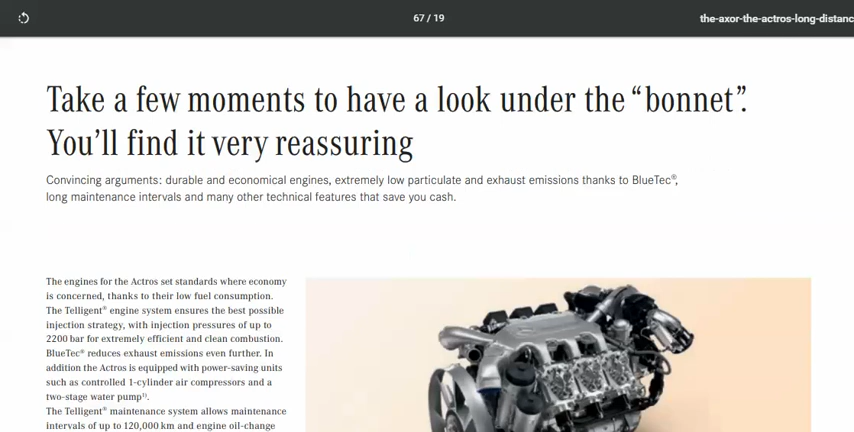 67 / 19
the-axor-the-actros-long-distanc
Take a few moments to have a look under the “bonnet”.
You’ll find it very reassuring
Convincing arguments: durable and economical engines, extremely low particulate and exhaust emissions thanks to BlueTec®,
long maintenance intervals and many other technical features that save you cash.
The engines for the Actros set standards where economy
is concerned, thanks to their low fuel consumption.
The Telligent® engine system ensures the best possible
injection strategy, with injection pressures of up to
2200 bar for extremely efficient and clean combustion.
BlueTec® reduces exhaust emissions even further. In
addition the Actros is equipped with power-saving units
such as controlled 1-cylinder air compressors and a
two-stage water pump¹⁾.
The Telligent® maintenance system allows maintenance
intervals of up to 120,000 km and engine oil-change